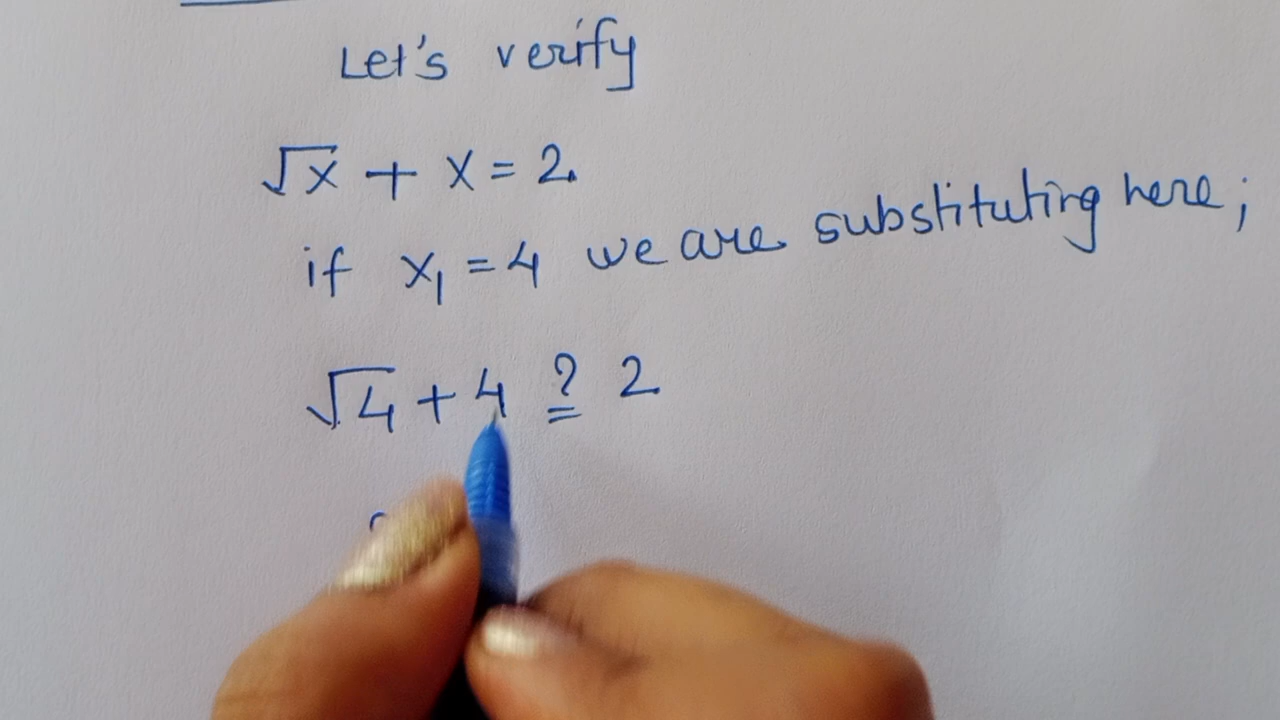 Let's verify
√x + x = 2.
if x₁ = 4 we are substituting here;
√4 + 4 ≟ 2